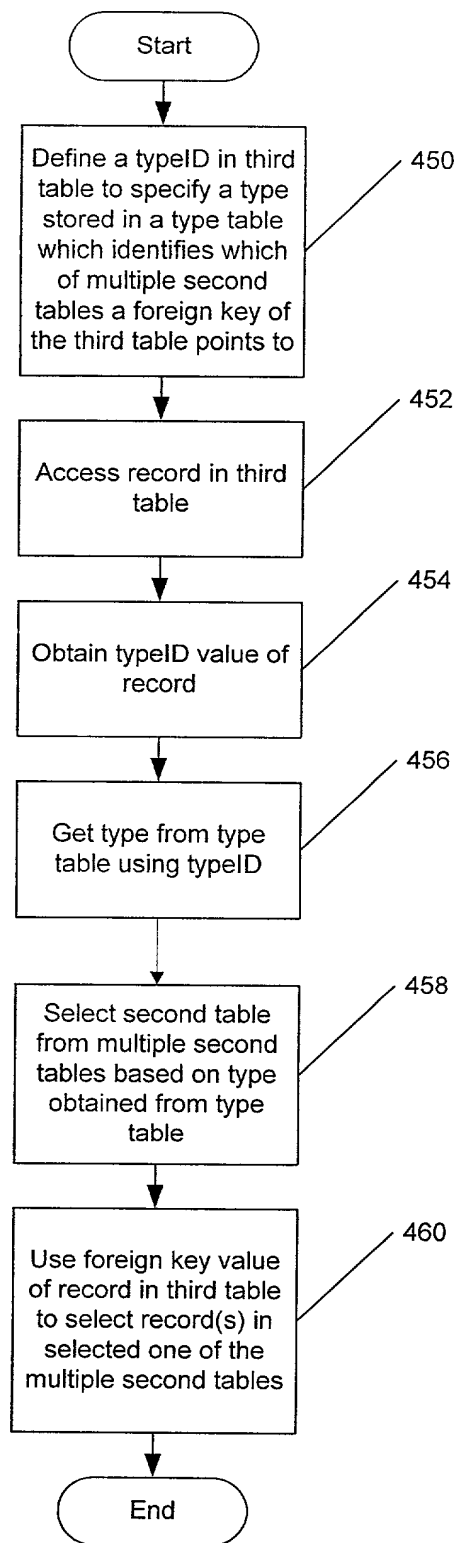 Start
Define a typeID in third
table to specify a type
stored in a type table
which identifies which
of multiple second
tables a foreign key of
the third table points to
450
Access record in third
table
452
Obtain typeID value of
record
454
Get type from type
table using typeID
456
Select second table
from multiple second
tables based on type
obtained from type
table
458
Use foreign key value
of record in third table
to select record(s) in
selected one of the
multiple second tables
460
End